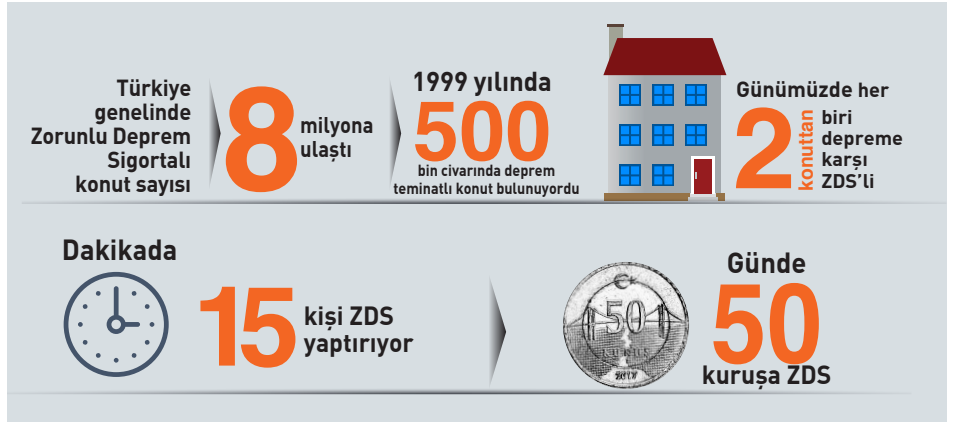 Türkiye
genelinde
Zorunlu Deprem
Sigortalı
konut sayısı
8
milyona
ulaştı
1999 yılında
500
bin civarında deprem
teminatlı konut bulunuyordu
Günümüzde her
2
konuttan
biri
depreme
karşı
ZDS'li
Dakikada
15
kişi ZDS
yaptırıyor
50
KURUŞ
2017
Günde
50
kuruşa ZDS